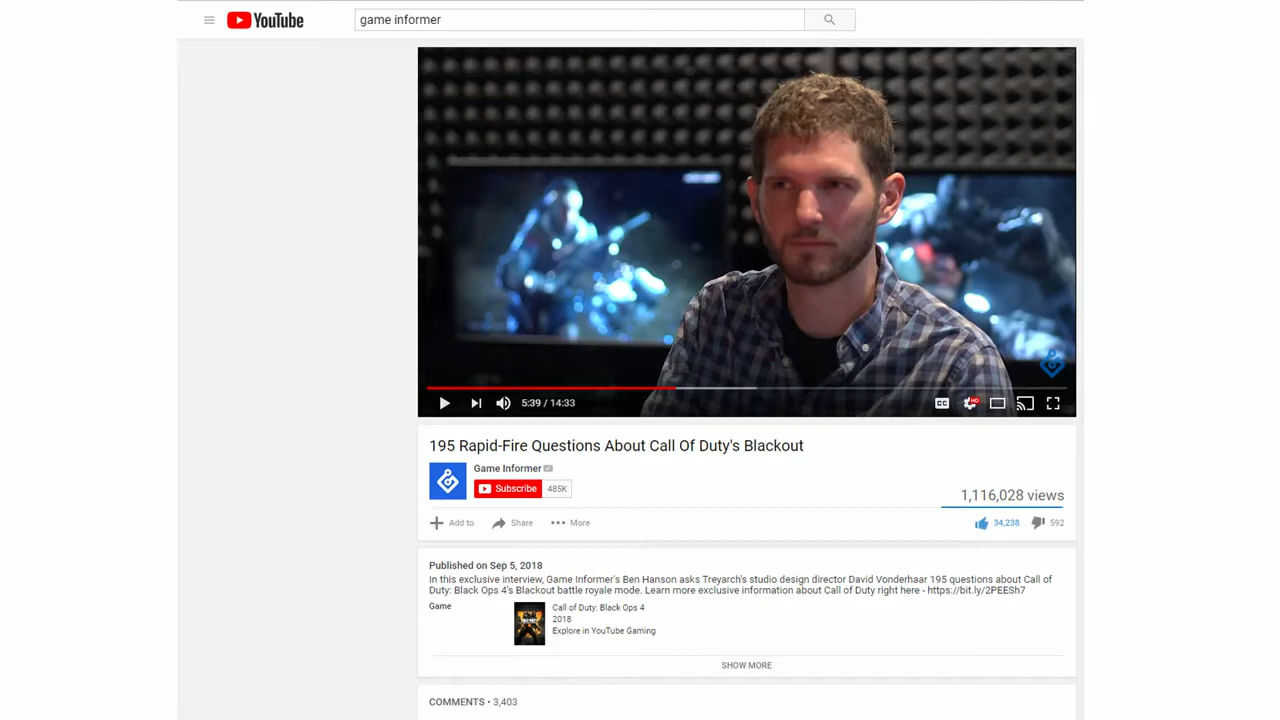 YouTube
game informer
5:39 / 14:33
CC
HD
195 Rapid-Fire Questions About Call Of Duty's Blackout
Game Informer
Subscribe 485K
1,116,028 views
Add to Share More 34,238 592
Published on Sep 5, 2018
In this exclusive interview, Game Informer's Ben Hanson asks Treyarch's studio design director David Vonderhaar 195 questions about Call of
Duty: Black Ops 4's Blackout battle royale mode. Learn more exclusive information about Call of Duty right here - https://bit.ly/2PEESh7
Game
Call of Duty: Black Ops 4
2018
Explore in YouTube Gaming
SHOW MORE
COMMENTS • 3,403